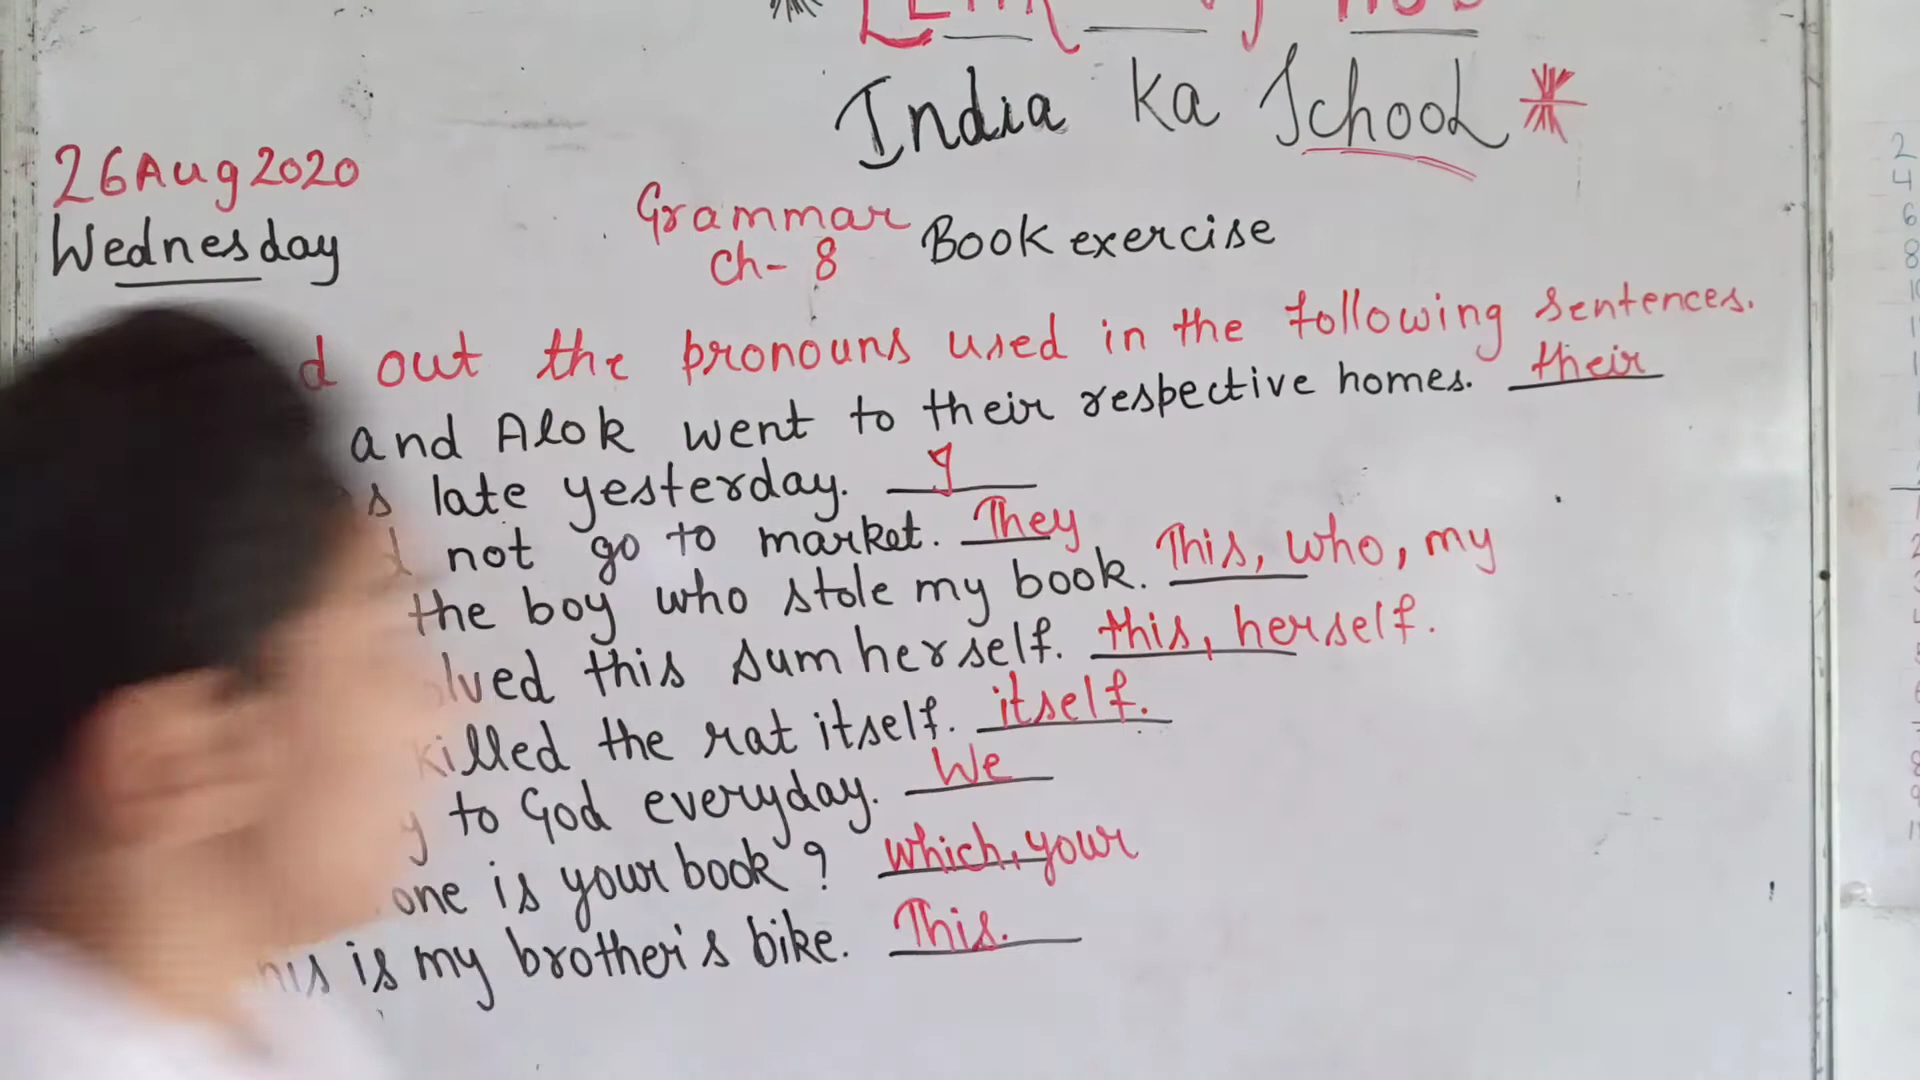 India ka School
26 Aug 2020
Wednesday
Grammar
Ch- 8
Book exercise
out the pronouns used in the following sentences.
and Alok went to their respective homes. their
late yesterday. I
not go to market. They
the boy who stole my book. This, who, my
this sum herself. this, herself.
killed the rat itself. itself.
to God everyday. We
one is your book? which, your
is my brother's bike. This.